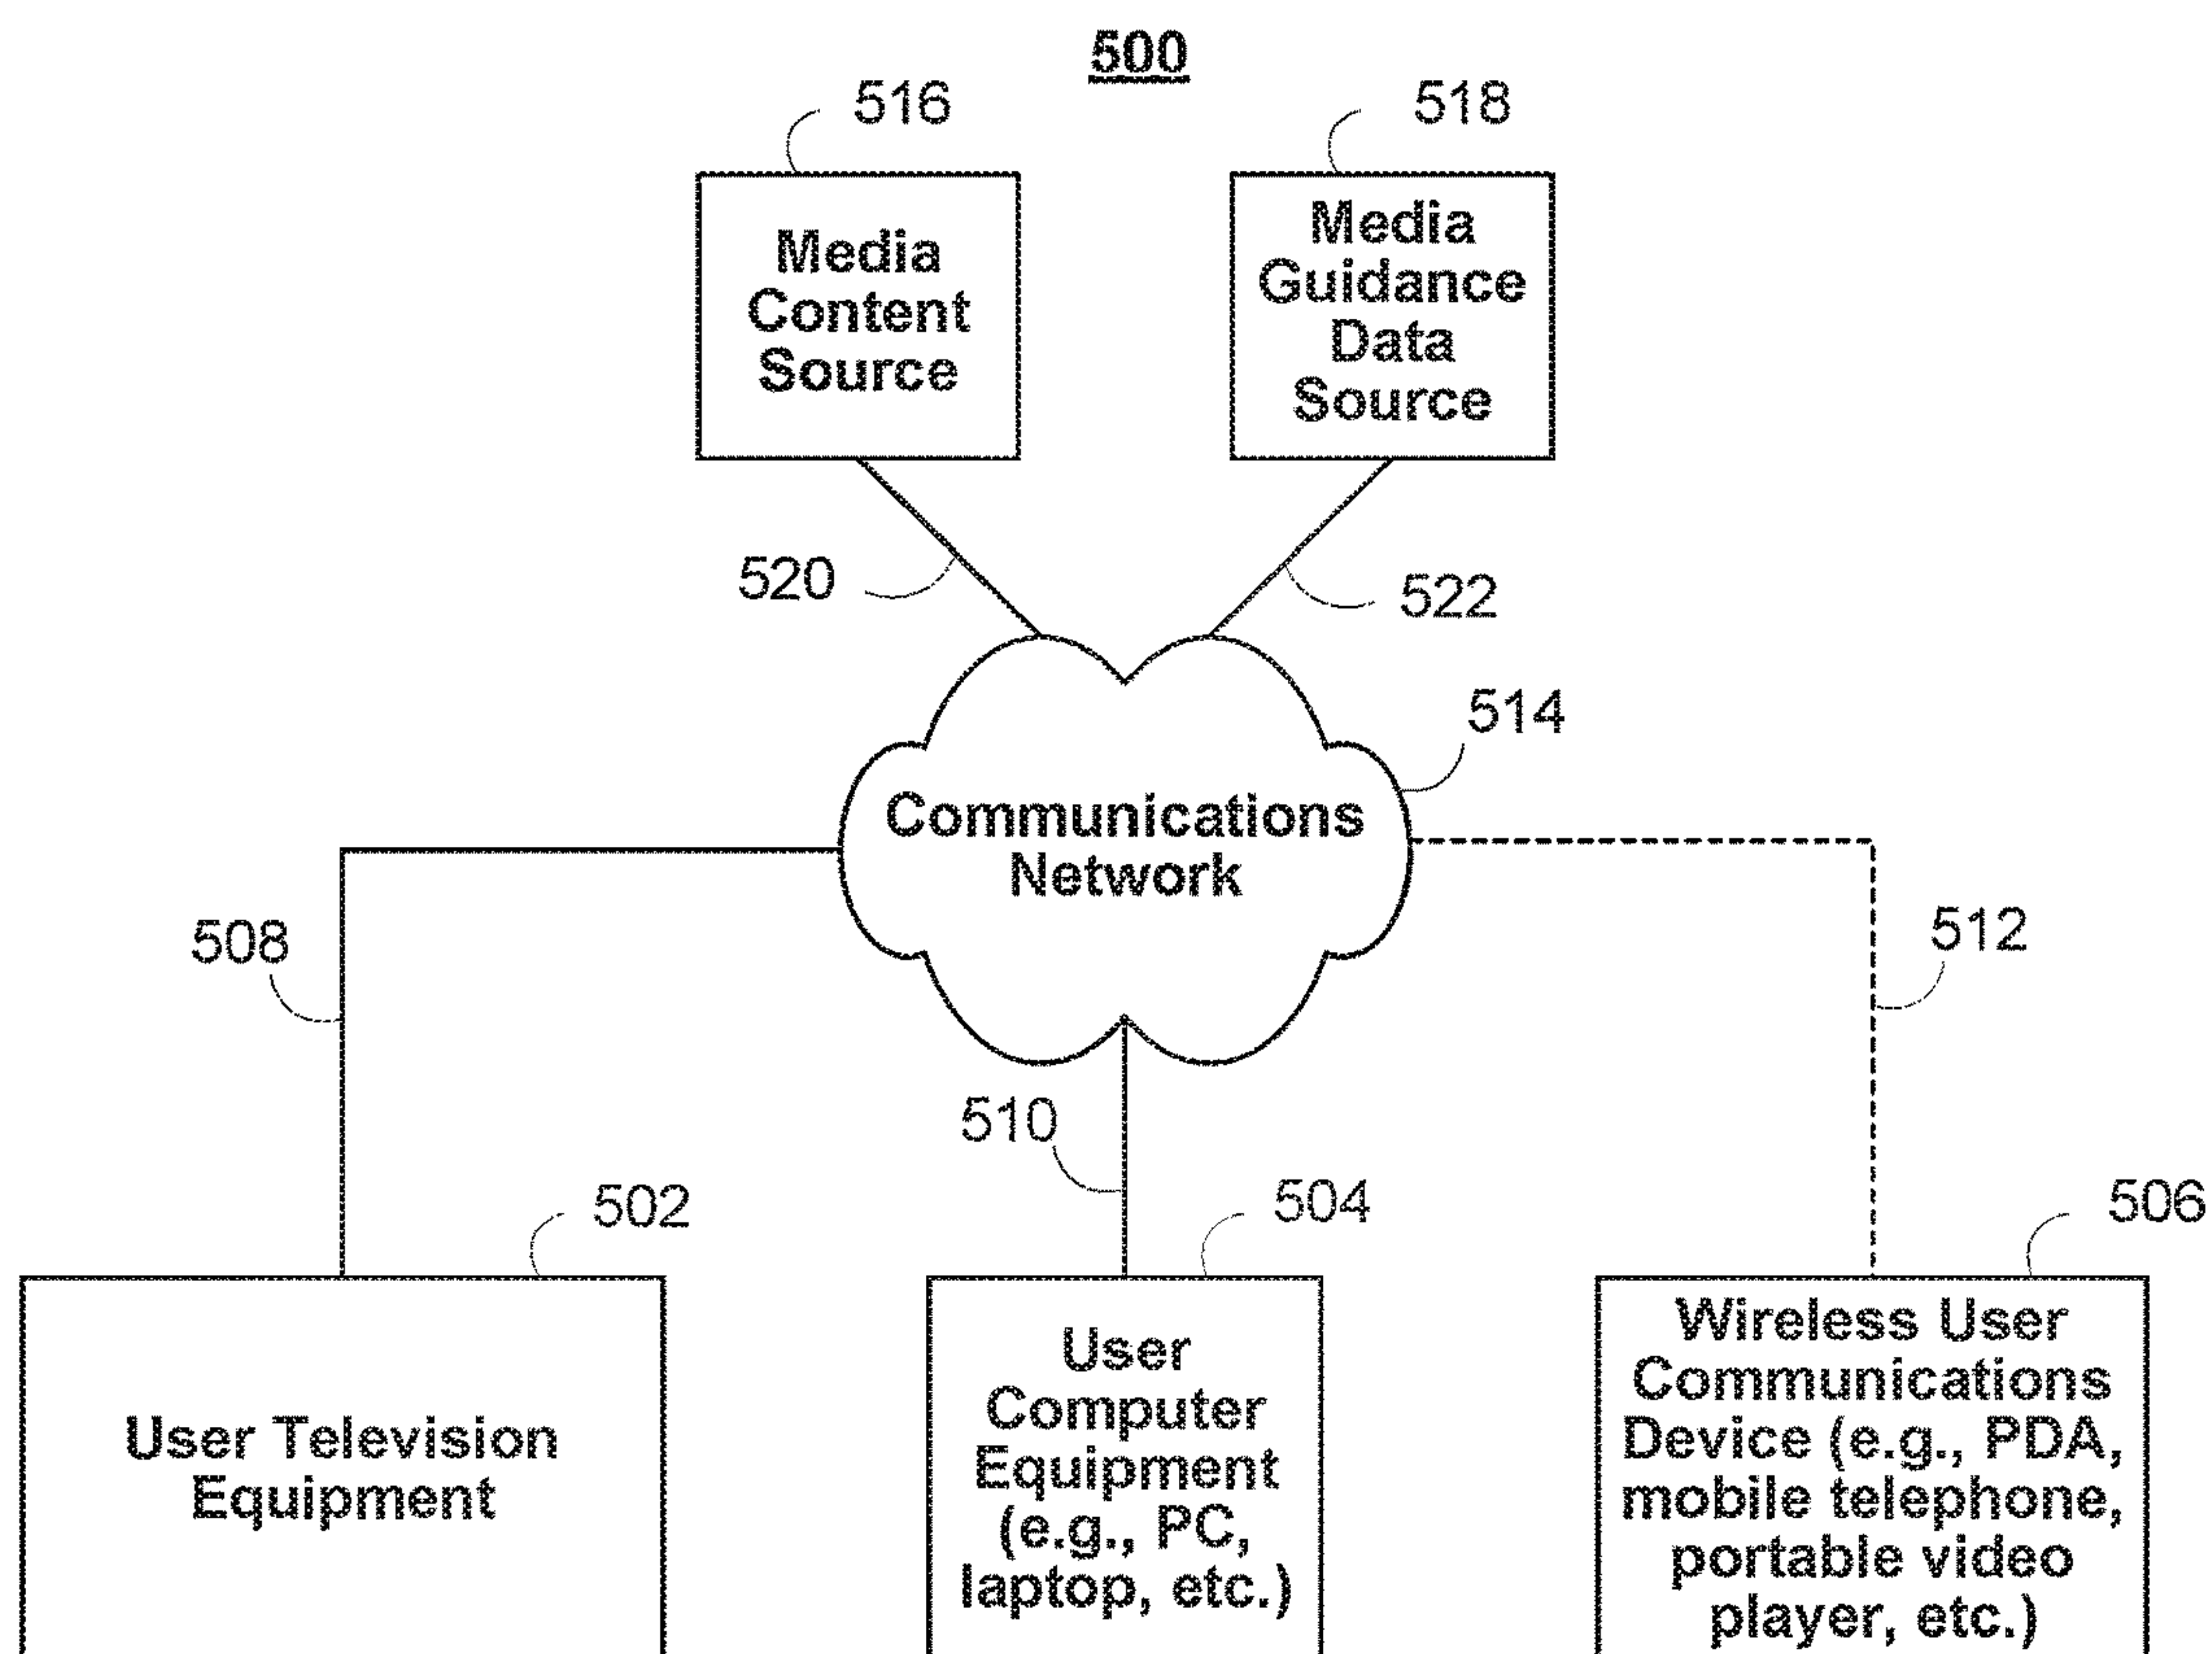 500
516
518
Media
Content
Source
Media
Guidance
Data
Source
520
522
514
Communications
Network
508
512
510
502
504
506
User Television
Equipment
User
Computer
Equipment
(e.g., PC,
laptop, etc.)
Wireless User
Communications
Device (e.g., PDA,
mobile telephone,
portable video
player, etc.)